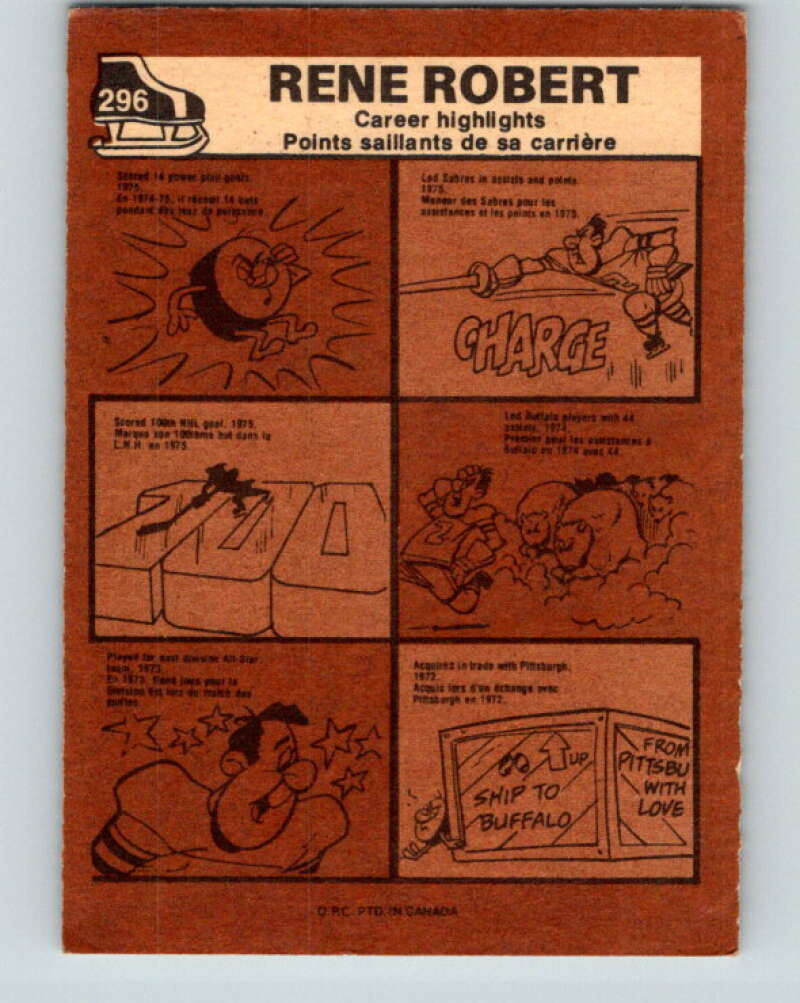 296
RENE ROBERT
Career highlights
Points saillants de sa carrière
Scored 14 power play goals.
1975.
En 1974-75, il réussit 14 buts
pendant des jeux de puissance.
Led Sabres in assists and points.
1975.
Meneur des Sabres pour les
assistances et les points en 1975.
CHARGE
Scored 100th NHL goal. 1975.
Marqua son 100ième but dans la
L.N.H. en 1975.
100
Led Buffalo players with 44
assists. 1974.
Premier pour les assistances à
Buffalo en 1974 avec 44.
Played for east division All-Star
team. 1973.
En 1973, René joua pour la
Division Est lors du match des
étoiles.
Acquired in trade with Pittsburgh.
1972.
Acquis lors d'un échange avec
Pittsburgh en 1972.
UP
SHIP TO
BUFFALO
FROM
PITTSBU
WITH
LOVE
O.P.C. PTD. IN CANADA